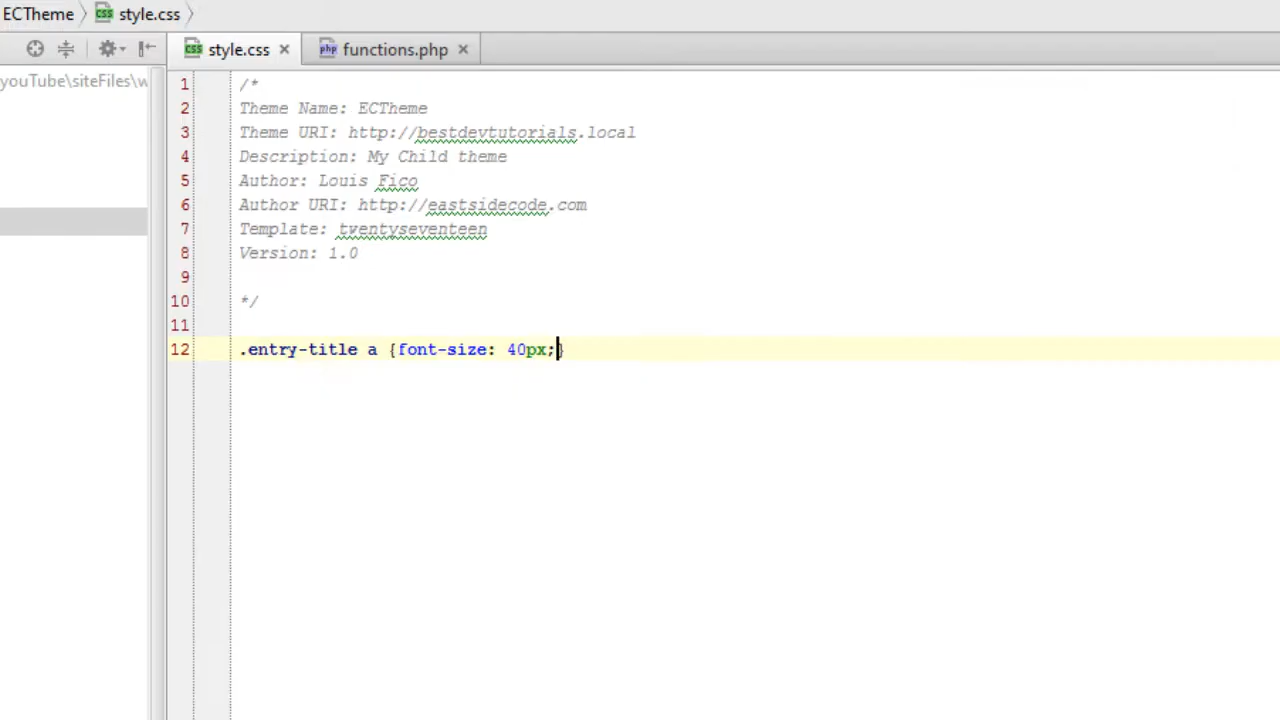 ECTheme style.css
style.css functions.php
youTube\siteFiles\w
1 /*
2 Theme Name: ECTheme
3 Theme URI: http://bestdevtutorials.local
4 Description: My Child theme
5 Author: Louis Fico
6 Author URI: http://eastsidecode.com
7 Template: twentyseventeen
8 Version: 1.0
9
10 */
11
12 .entry-title a {font-size: 40px;}